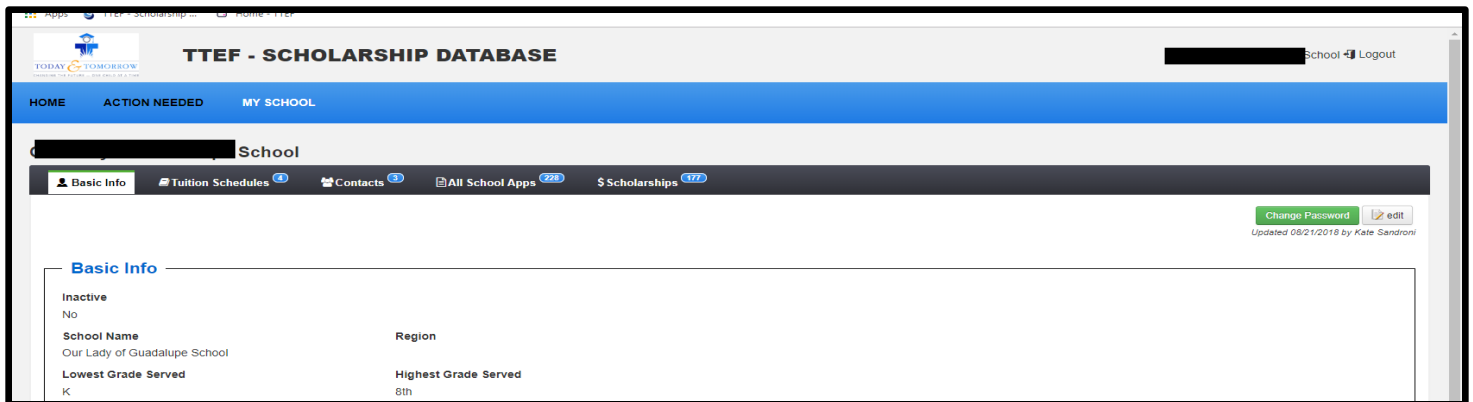 Apps TTEF - Scholarship ... Home - TTEF
TODAY & TOMORROW
TTEF - SCHOLARSHIP DATABASE
School Logout
HOME ACTION NEEDED MY SCHOOL
School
Basic Info Tuition Schedules 4 Contacts 3 All School Apps 228 $ Scholarships 177
Change Password edit
Updated 08/21/2018 by Kate Sandroni
Basic Info
Inactive
No
School Name Region
Our Lady of Guadalupe School
Lowest Grade Served Highest Grade Served
K 8th